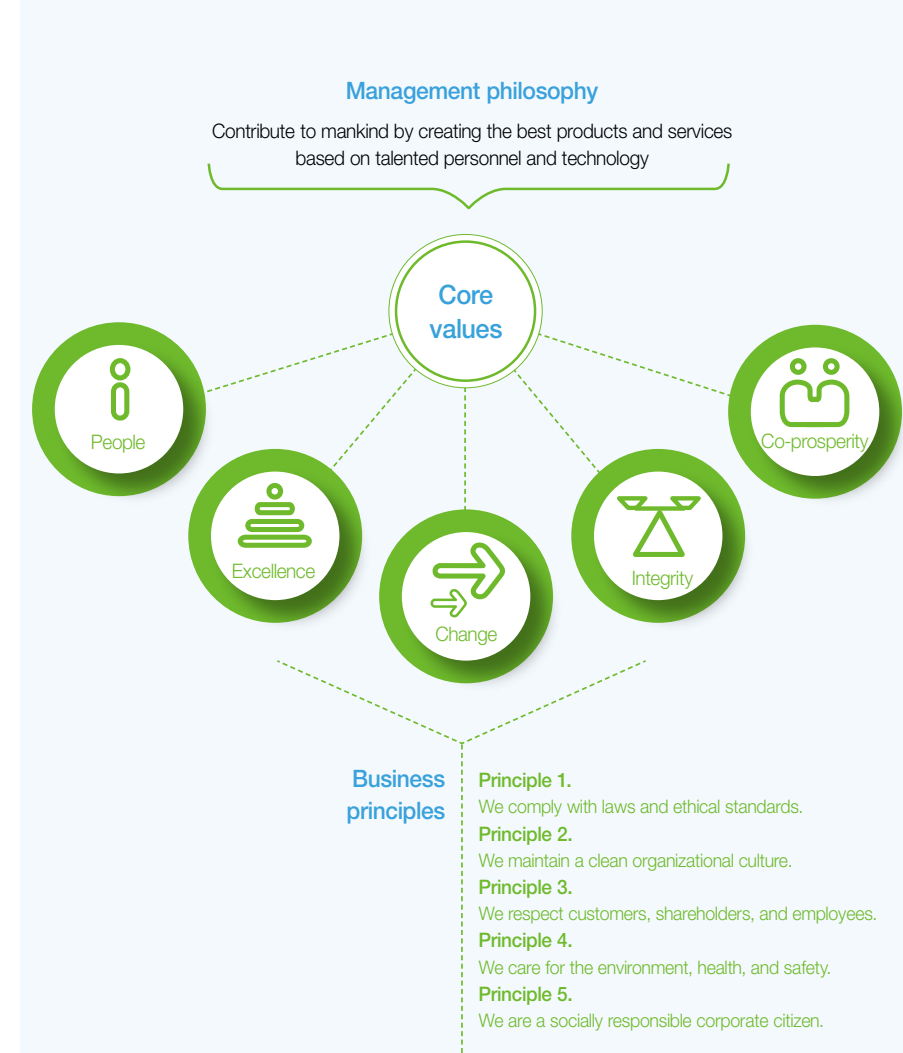 Management philosophy
Contribute to mankind by creating the best products and services
based on talented personnel and technology
Core
values
People
Excellence
Change
Integrity
Co-prosperity
Business
principles
Principle 1.
We comply with laws and ethical standards.
Principle 2.
We maintain a clean organizational culture.
Principle 3.
We respect customers, shareholders, and employees.
Principle 4.
We care for the environment, health, and safety.
Principle 5.
We are a socially responsible corporate citizen.